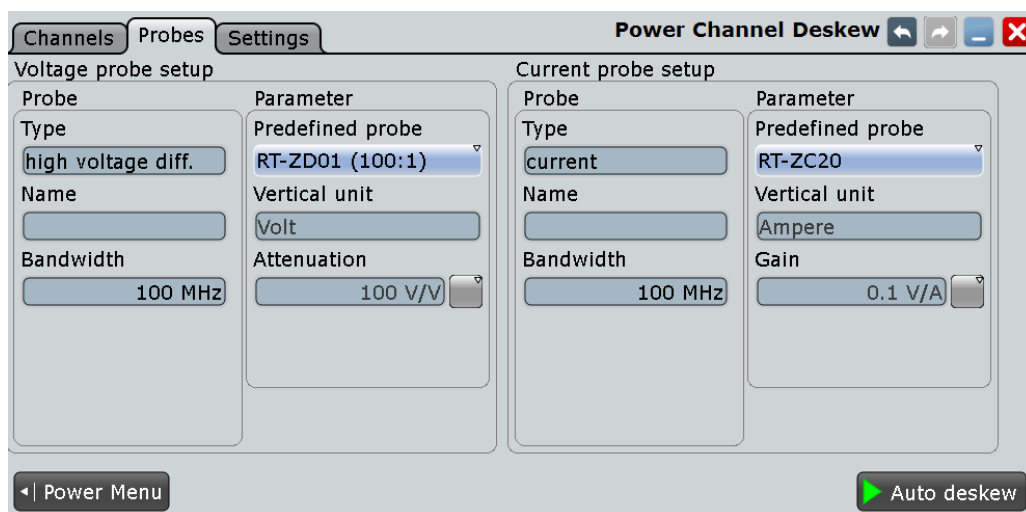 Channels Probes Settings Power Channel Deskew
Voltage probe setup
Probe
Type
high voltage diff.
Name
Bandwidth
100 MHz
Parameter
Predefined probe
RT-ZD01 (100:1)
Vertical unit
Volt
Attenuation
100 V/V
Current probe setup
Probe
Type
current
Name
Bandwidth
100 MHz
Parameter
Predefined probe
RT-ZC20
Vertical unit
Ampere
Gain
0.1 V/A
Power Menu
Auto deskew